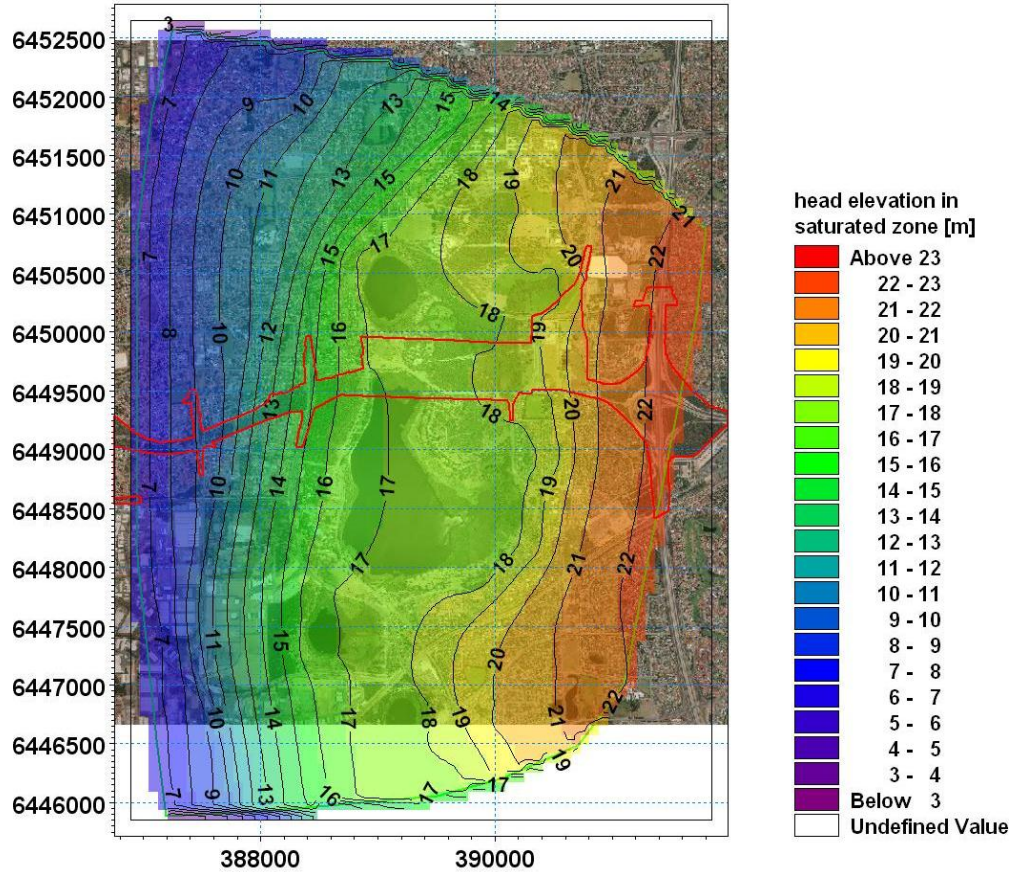 6452500
6452000
6451500
6451000
6450500
6450000
6449500
6449000
6448500
6448000
6447500
6447000
6446500
6446000
388000 390000
3
7 9 10 13 15 14
10 11 13 15 18 19 21
21
7 15 17 20 22
18
8 10 12 16 19
13 18 20 22
7 10 14 16 17 19
17 18 21 22
7 11 15 20
22
10 14 17 18 19 21
19
7 9 13 16 17 17
head elevation in
saturated zone [m]
Above 23
22 - 23
21 - 22
20 - 21
19 - 20
18 - 19
17 - 18
16 - 17
15 - 16
14 - 15
13 - 14
12 - 13
11 - 12
10 - 11
9 - 10
8 - 9
7 - 8
6 - 7
5 - 6
4 - 5
3 - 4
Below 3
Undefined Value